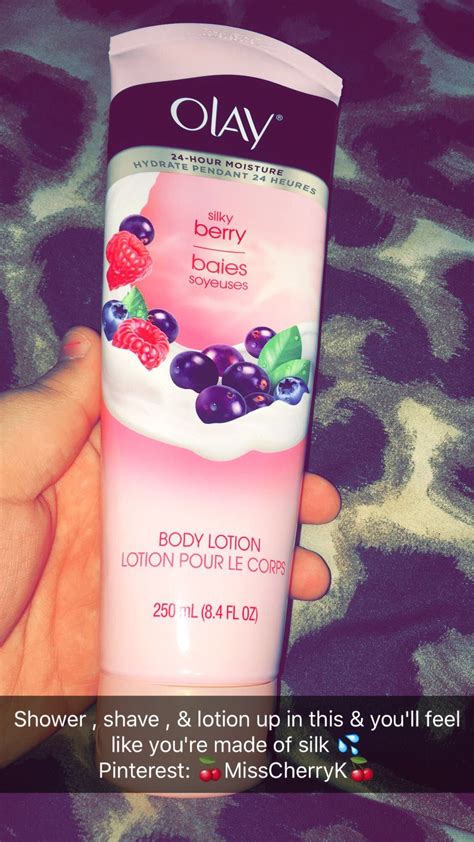 OLAY®
24-HOUR MOISTURE
HYDRATE PENDANT 24 HEURES
silky
berry
baies
soyeuses
BODY LOTION
LOTION POUR LE CORPS
250 mL (8.4 FL OZ)
Shower , shave , & lotion up in this & you'll feel
like you're made of silk 💦
Pinterest: 🍒MissCherryK🍒